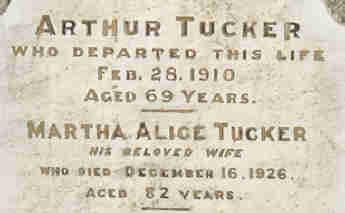 ARTHUR TUCKER
WHO DEPARTED THIS LIFE
FEB. 28. 1910
AGED 69 YEARS.
MARTHA ALICE TUCKER
HIS BELOVED WIFE
WHO DIED DECEMBER 16, 1926.
AGED 82 YEARS.